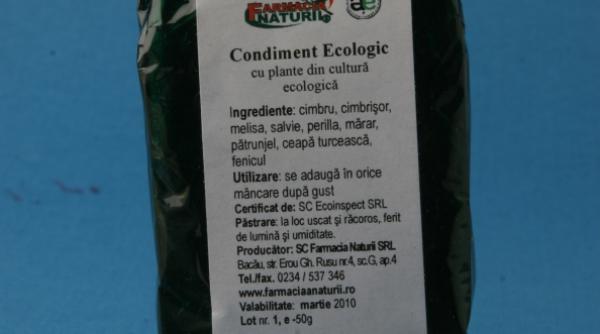 FARMACIA
NATURII
ae
Condiment Ecologic
cu plante din cultură
ecologică
Ingrediente: cimbru, cimbrişor,
melisa, salvie, perilla, mărar,
pătrunjel, ceapă turcească,
fenicul
Utilizare: se adaugă în orice
mâncare după gust
Certificat de: SC Ecoinspect SRL
Păstrare: la loc uscat şi răcoros, ferit
de lumină şi umiditate.
Producător: SC Farmacia Naturii SRL
Bacău, str. Erou Gh. Rusu nr.4, sc.G, ap.4
Tel./fax. 0234 / 537 346
www.farmaciaanaturii.ro
Valabilitate: martie 2010
Lot nr. 1, e -50g